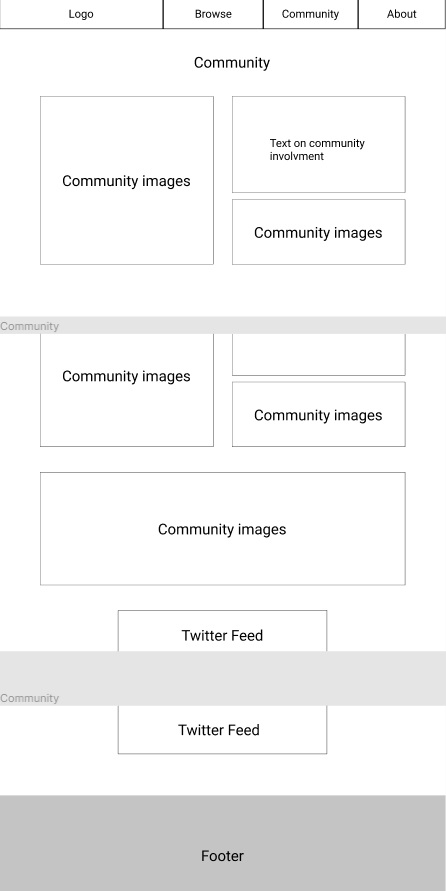 Logo
Browse
Community
About
Community
Community images
Text on community
involvment
Community images
Community
Community images
Community images
Community images
Twitter Feed
Community
Twitter Feed
Footer